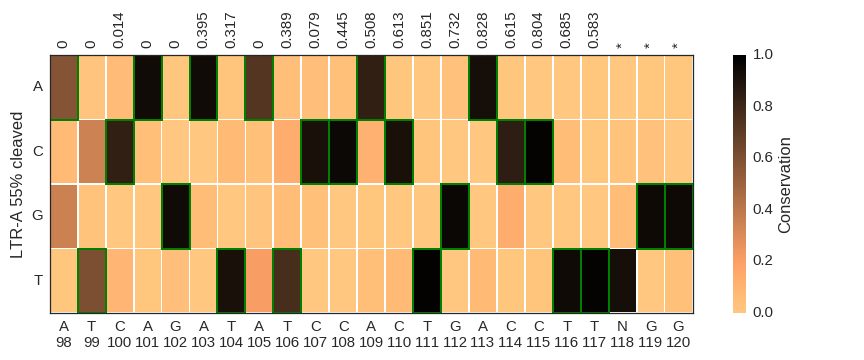 0 0 0.014 0 0 0.395 0.317 0 0.389 0.079 0.445 0.508 0.613 0.851 0.732 0.828 0.615 0.804 0.685 0.583 * * *
LTR-A 55% cleaved
A
C
G
T
A T C A G A T A T C C A C T G A C C T T N G G
98 99 100 101 102 103 104 105 106 107 108 109 110 111 112 113 114 115 116 117 118 119 120
1.0
0.8
0.6
0.4
0.2
0.0
Conservation